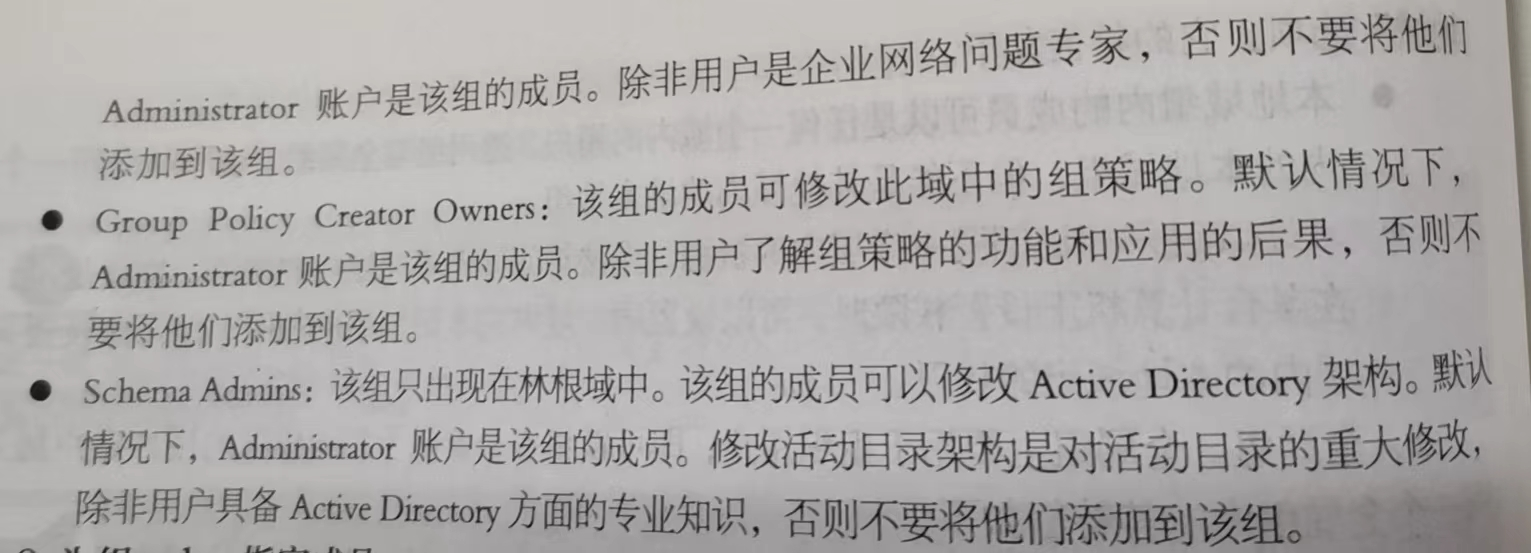 Administrator 账户是该组的成员。除非用户是企业网络问题专家，否则不要将他们
添加到该组。
● Group Policy Creator Owners：该组的成员可修改此域中的组策略。默认情况下，
Administrator 账户是该组的成员。除非用户了解组策略的功能和应用的后果，否则不
要将他们添加到该组。
● Schema Admins：该组只出现在林根域中。该组的成员可以修改 Active Directory 架构。默认
情况下，Administrator 账户是该组的成员。修改活动目录架构是对活动目录的重大修改，
除非用户具备 Active Directory 方面的专业知识，否则不要将他们添加到该组。